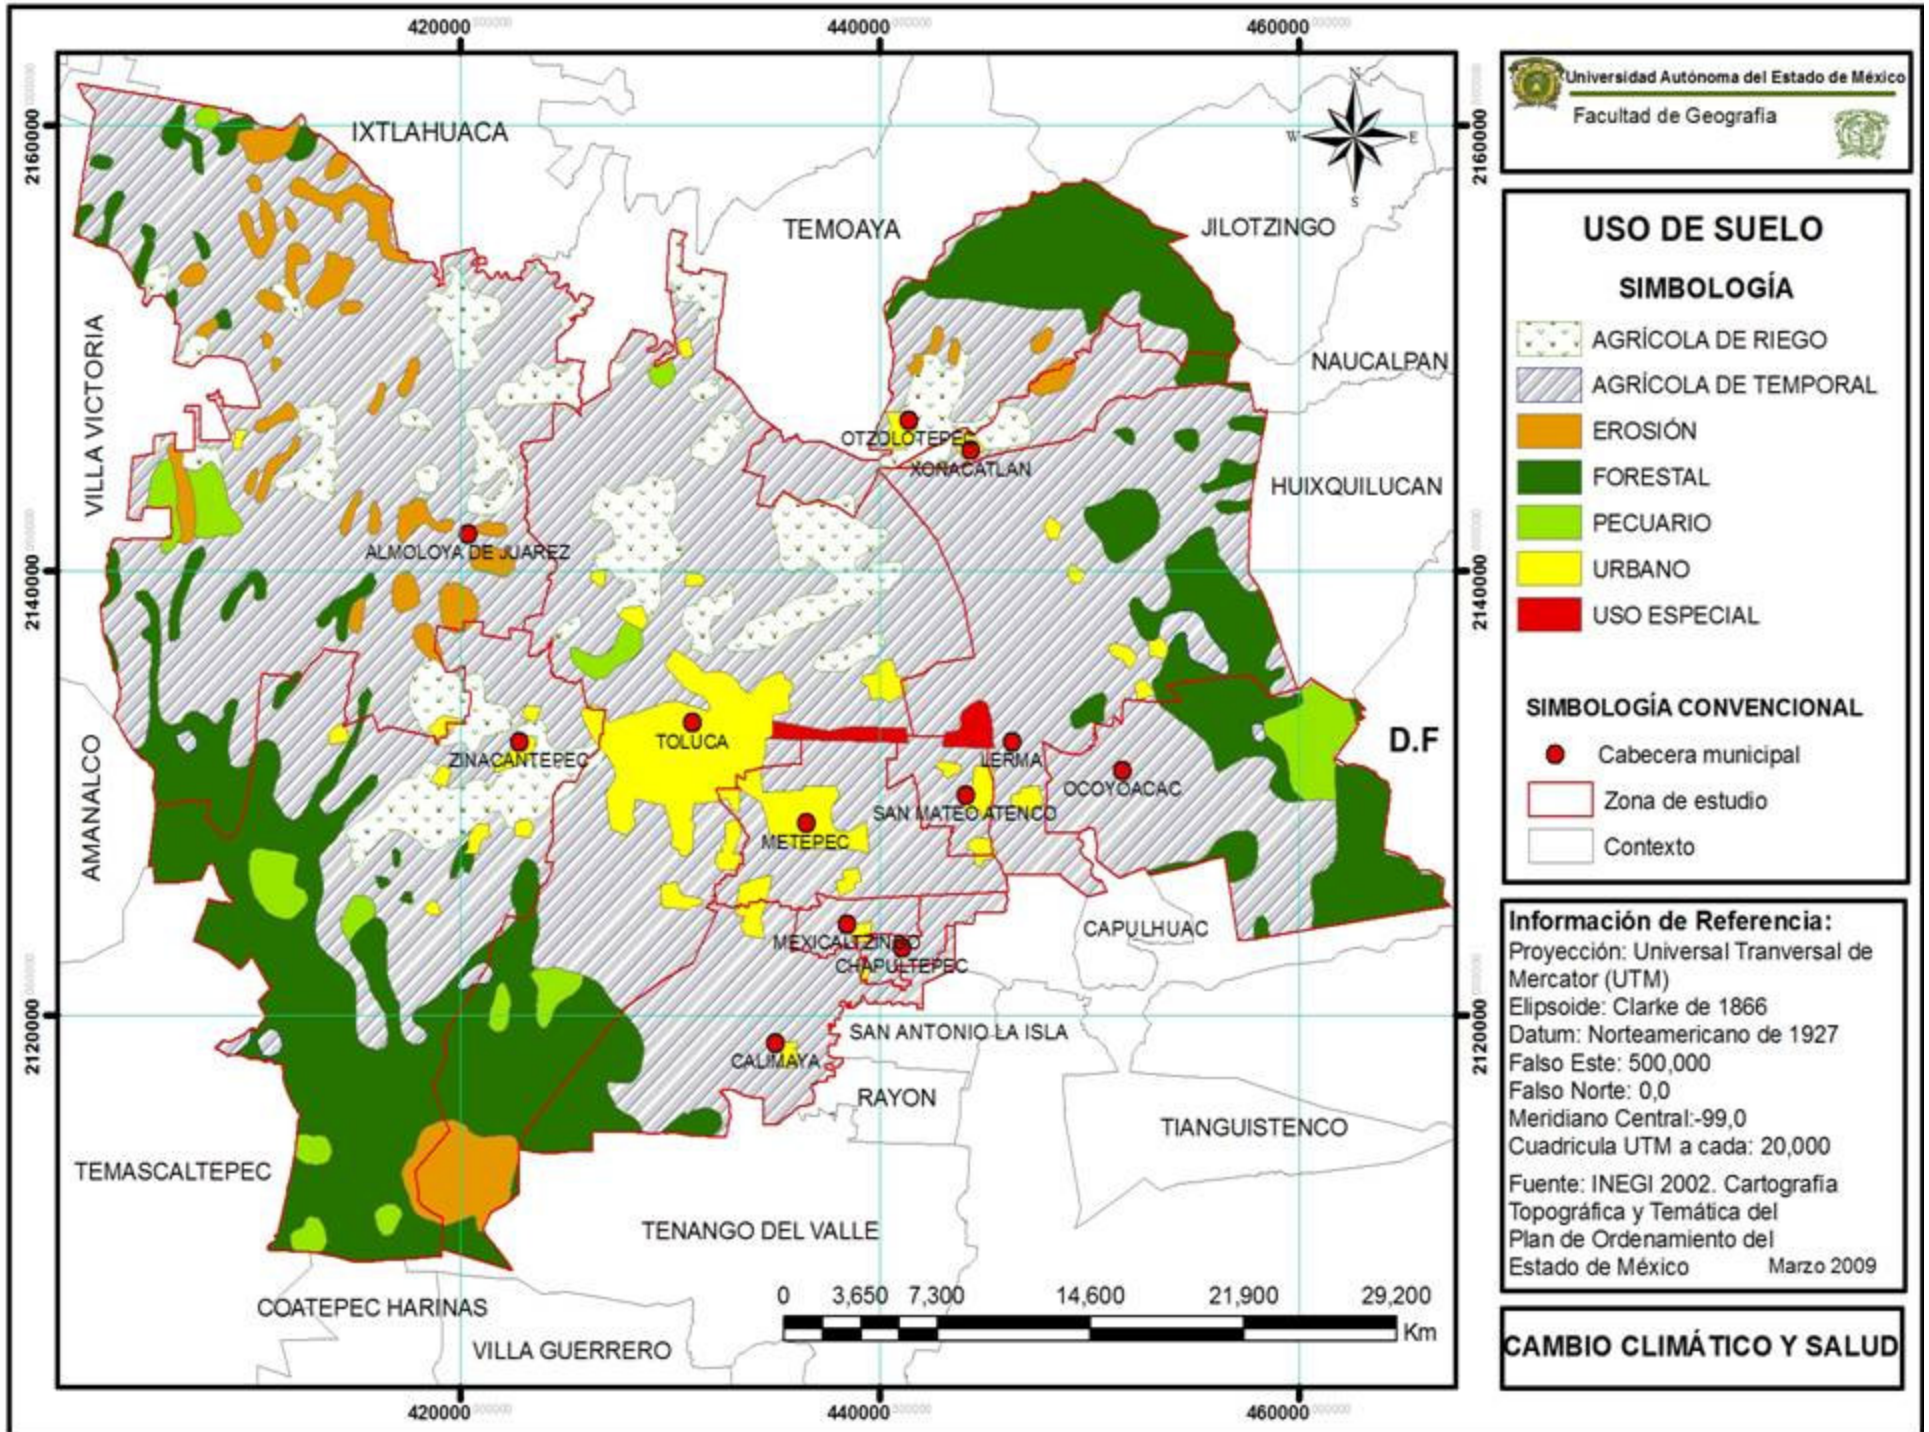 420000
440000
460000
2160000
2140000
2120000
2160000
2140000
2120000
IXTLAHUACA
TEMOAYA
JILOTZINGO
N
W
E
S
NAUCALPAN
VILLA VICTORIA
OTZOLOTEPEC
XONACATLAN
HUIXQUILUCAN
ALMOLOYA DE JUAREZ
AMANALCO
ZINACANTEPEC
TOLUCA
LERMA
D.F
OCOYOACAC
SAN MATEO ATENCO
METEPEC
MEXICALTZINGO
CHAPULTEPEC
CAPULHUAC
SAN ANTONIO LA ISLA
CALIMAYA
RAYON
TIANGUISTENCO
TEMASCALTEPEC
TENANGO DEL VALLE
COATEPEC HARINAS
VILLA GUERRERO
0 3,650 7,300 14,600 21,900 29,200
Km
420000
440000
460000
Universidad Autónoma del Estado de México
Facultad de Geografía
USO DE SUELO
SIMBOLOGÍA
AGRÍCOLA DE RIEGO
AGRÍCOLA DE TEMPORAL
EROSIÓN
FORESTAL
PECUARIO
URBANO
USO ESPECIAL
SIMBOLOGÍA CONVENCIONAL
Cabecera municipal
Zona de estudio
Contexto
Información de Referencia:
Proyección: Universal Tranversal de
Mercator (UTM)
Elipsoide: Clarke de 1866
Datum: Norteamericano de 1927
Falso Este: 500,000
Falso Norte: 0,0
Meridiano Central:-99,0
Cuadricula UTM a cada: 20,000
Fuente: INEGI 2002. Cartografía
Topográfica y Temática del
Plan de Ordenamiento del
Estado de México Marzo 2009
CAMBIO CLIMÁTICO Y SALUD